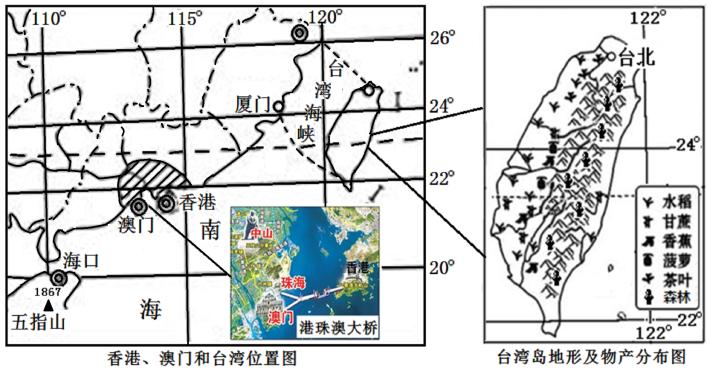 110°
115°
120°
26°
24°
22°
20°
台
湾
海
峡
厦门
香港
澳门
南
海
海口
1867
五指山
中山
珠海
香港
澳门
港珠澳大桥
香港、澳门和台湾位置图
122°
台北
24°
水稻
甘蔗
香蕉
菠萝
茶叶
森林
22°
122°
台湾岛地形及物产分布图